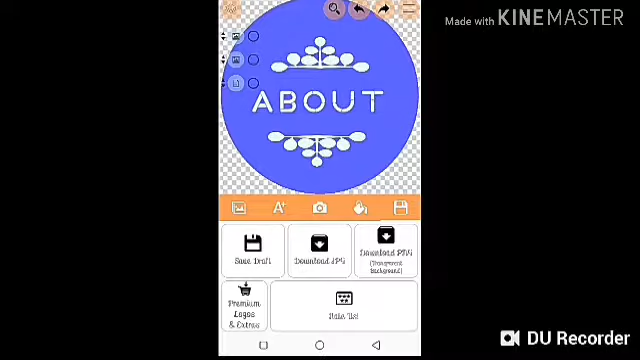 Made with KINEMASTER
ABOUT
A+
Save Draft
Download JPG
Download PNG
(Transparent
background)
Premium
Logos
& Extras
Rate Us!
DU Recorder